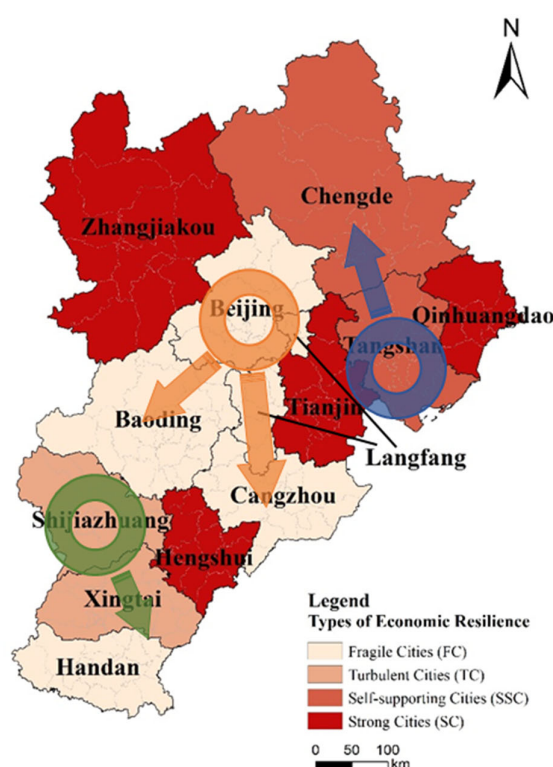 N
Chengde
Zhangjiakou
Beijing
Qinhuangdao
Tangshan
Tianjin
Baoding
Langfang
Cangzhou
Shijiazhuang
Hengshui
Xingtai
Handan
Legend
Types of Economic Resilience
Fragile Cities (FC)
Turbulent Cities (TC)
Self-supporting Cities (SSC)
Strong Cities (SC)
0 50 100
km